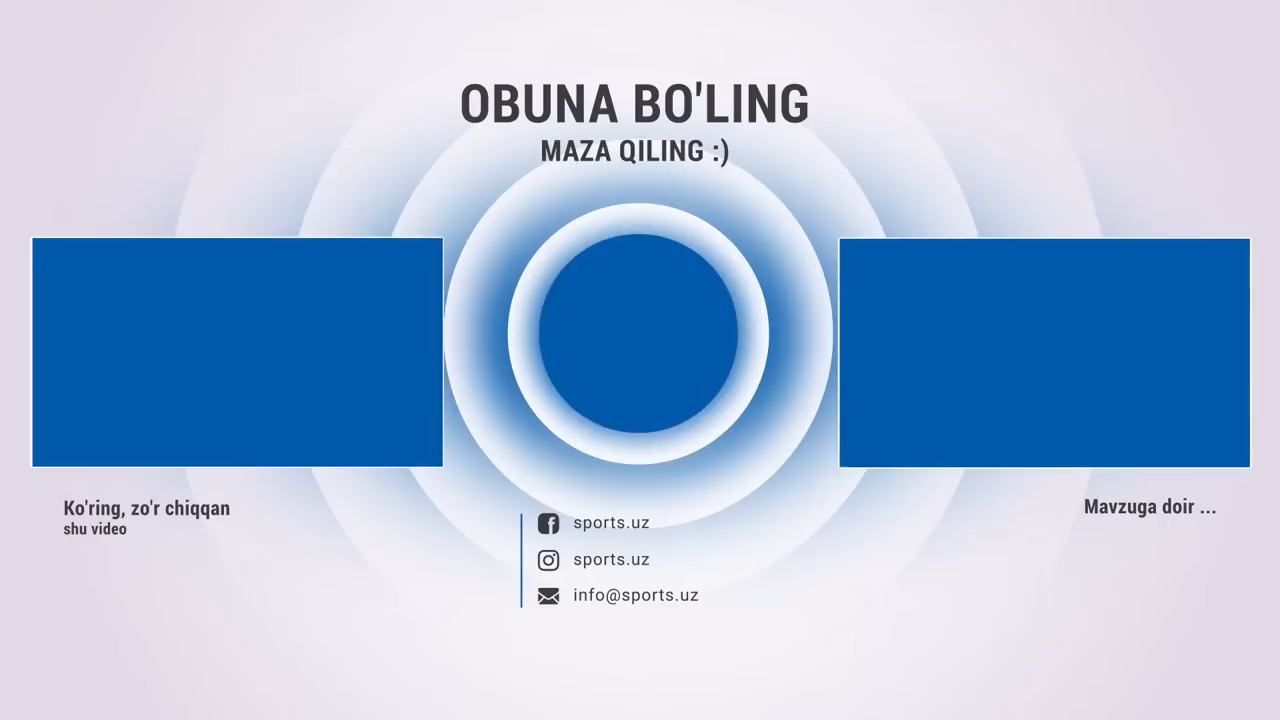 OBUNA BO'LING
MAZA QILING :)
Ko'ring, zo'r chiqqan
shu video
Mavzuga doir ...
sports.uz
sports.uz
info@sports.uz